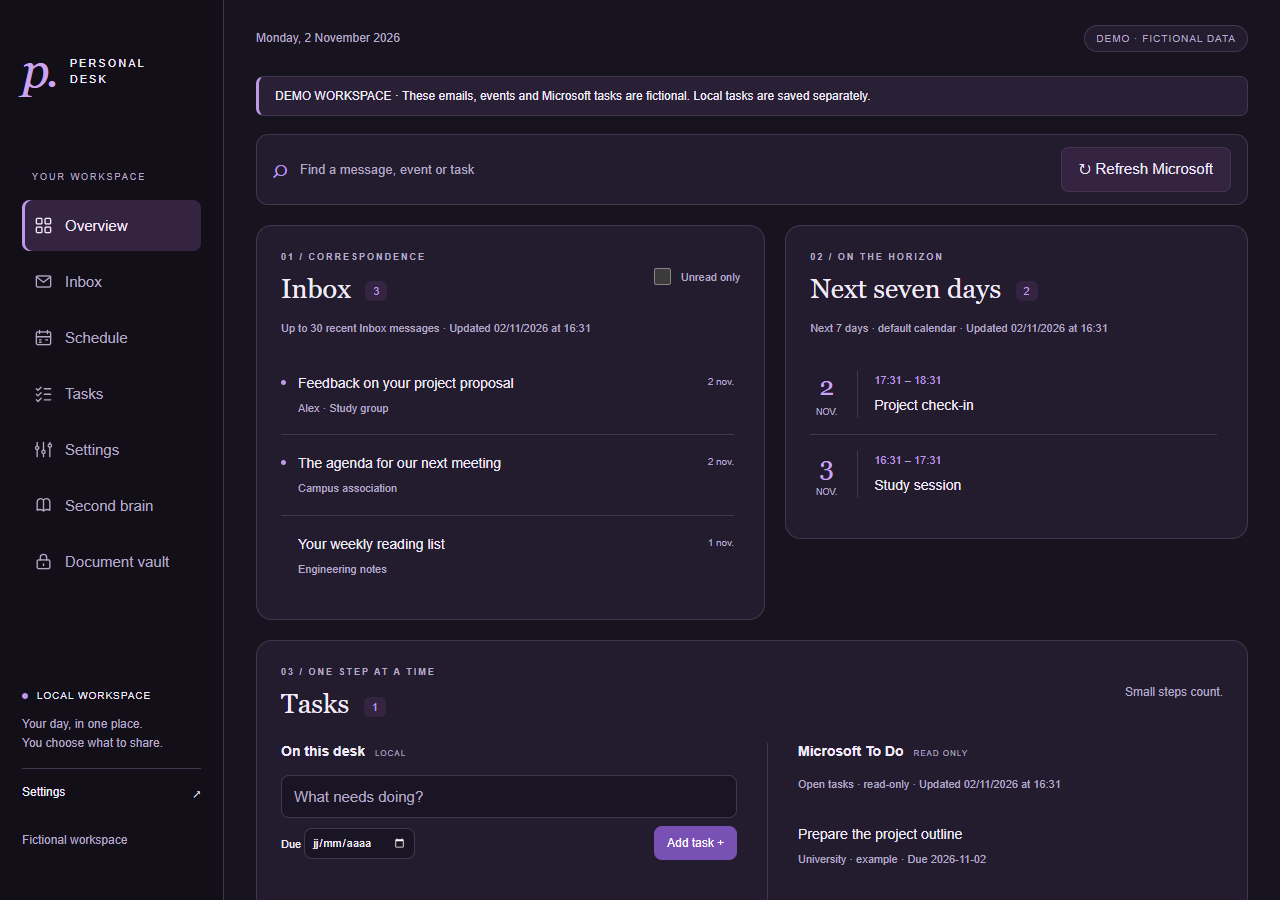 p. PERSONAL
DESK
YOUR WORKSPACE
Overview
Inbox
Schedule
Tasks
Settings
Second brain
Document vault
LOCAL WORKSPACE
Your day, in one place.
You choose what to share.
Settings ↗
Fictional workspace
Monday, 2 November 2026
DEMO · FICTIONAL DATA
DEMO WORKSPACE · These emails, events and Microsoft tasks are fictional. Local tasks are saved separately.
Find a message, event or task
↻ Refresh Microsoft
01 / CORRESPONDENCE
Inbox 3
Unread only
Up to 30 recent Inbox messages · Updated 02/11/2026 at 16:31
Feedback on your project proposal 2 nov.
Alex · Study group
The agenda for our next meeting 2 nov.
Campus association
Your weekly reading list 1 nov.
Engineering notes
02 / ON THE HORIZON
Next seven days 2
Next 7 days · default calendar · Updated 02/11/2026 at 16:31
2 NOV.
17:31 – 18:31
Project check-in
3 NOV.
16:31 – 17:31
Study session
03 / ONE STEP AT A TIME
Tasks 1
Small steps count.
On this desk LOCAL
What needs doing?
Due jj/mm/aaaa
Add task +
Microsoft To Do READ ONLY
Open tasks · read-only · Updated 02/11/2026 at 16:31
Prepare the project outline
University · example · Due 2026-11-02